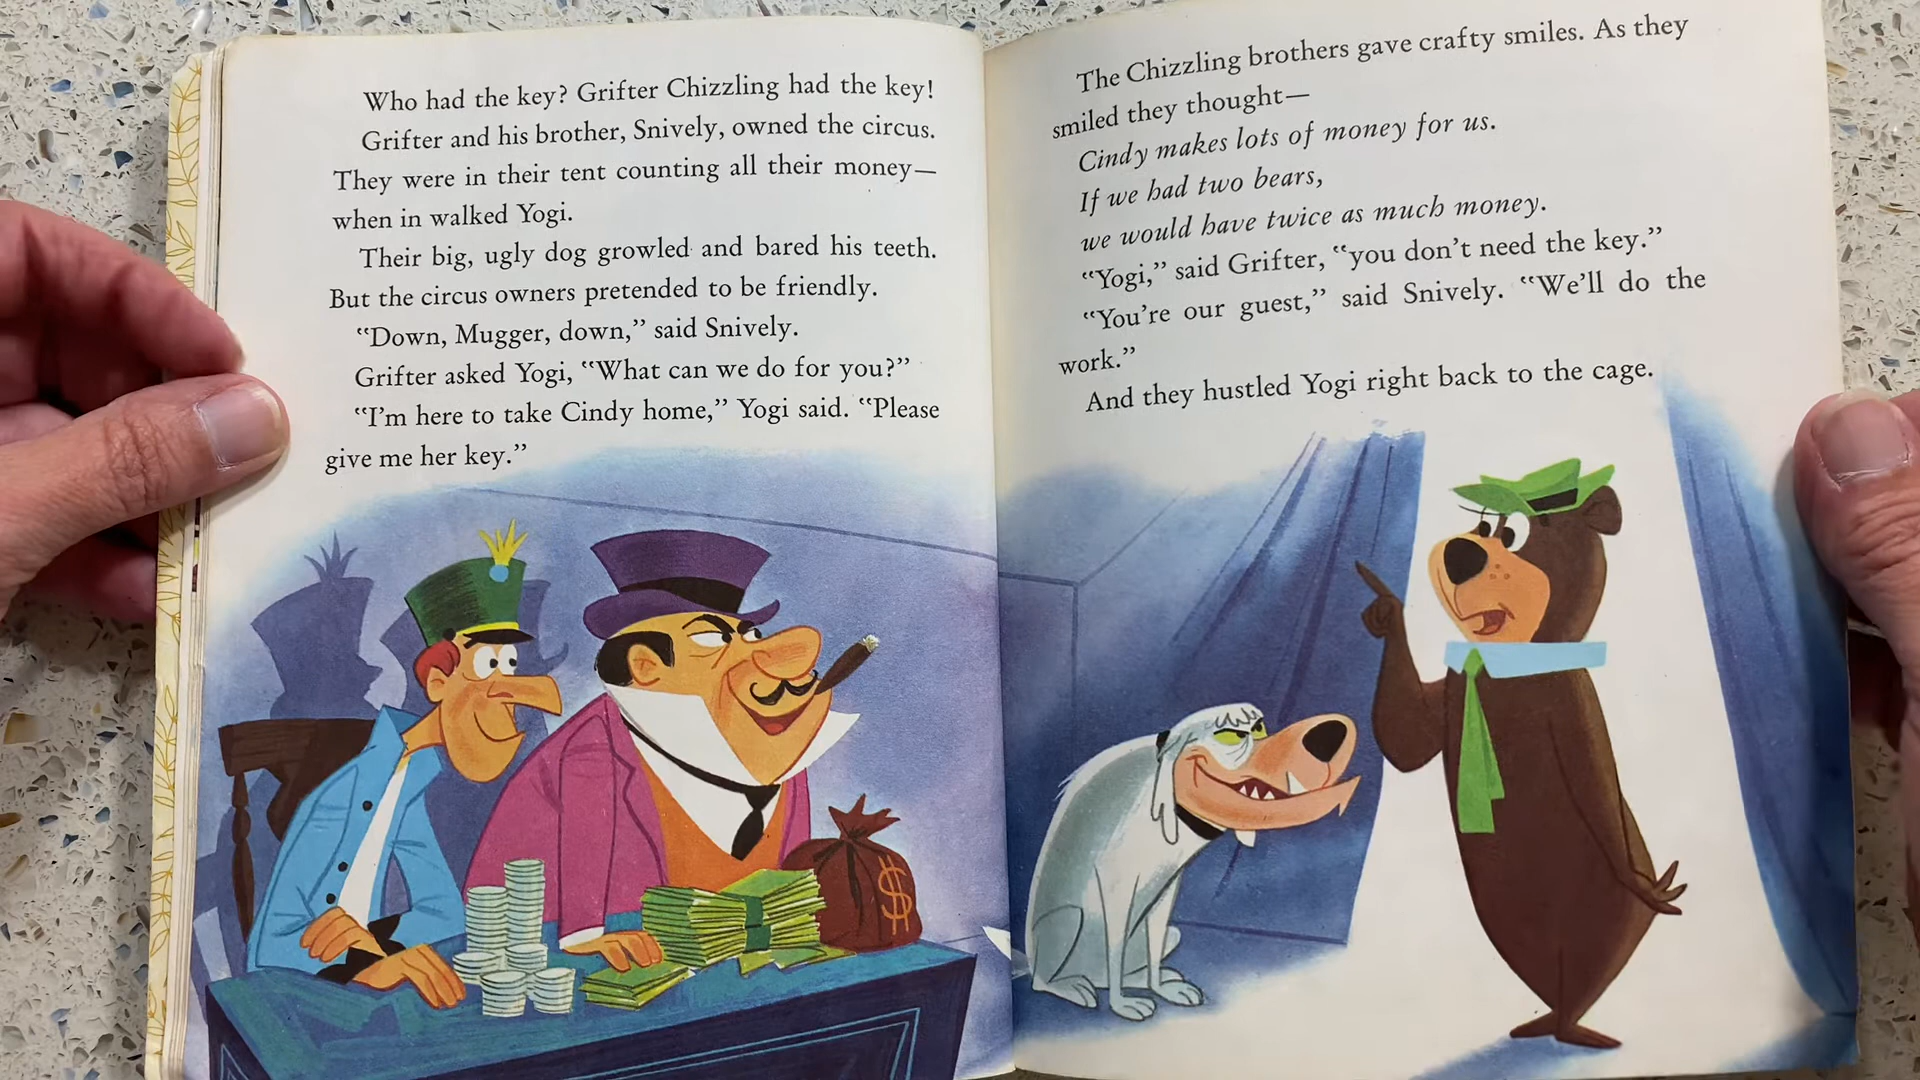 Who had the key? Grifter Chizzling had the key!
Grifter and his brother, Snively, owned the circus.
They were in their tent counting all their money—
when in walked Yogi.
Their big, ugly dog growled and bared his teeth.
But the circus owners pretended to be friendly.
“Down, Mugger, down,” said Snively.
Grifter asked Yogi, “What can we do for you?”
“I’m here to take Cindy home,” Yogi said. “Please
give me her key.”
$
The Chizzling brothers gave crafty smiles. As they
smiled they thought—
Cindy makes lots of money for us.
If we had two bears,
we would have twice as much money.
“Yogi,” said Grifter, “you don’t need the key.”
“You’re our guest,” said Snively. “We’ll do the
work.”
And they hustled Yogi right back to the cage.